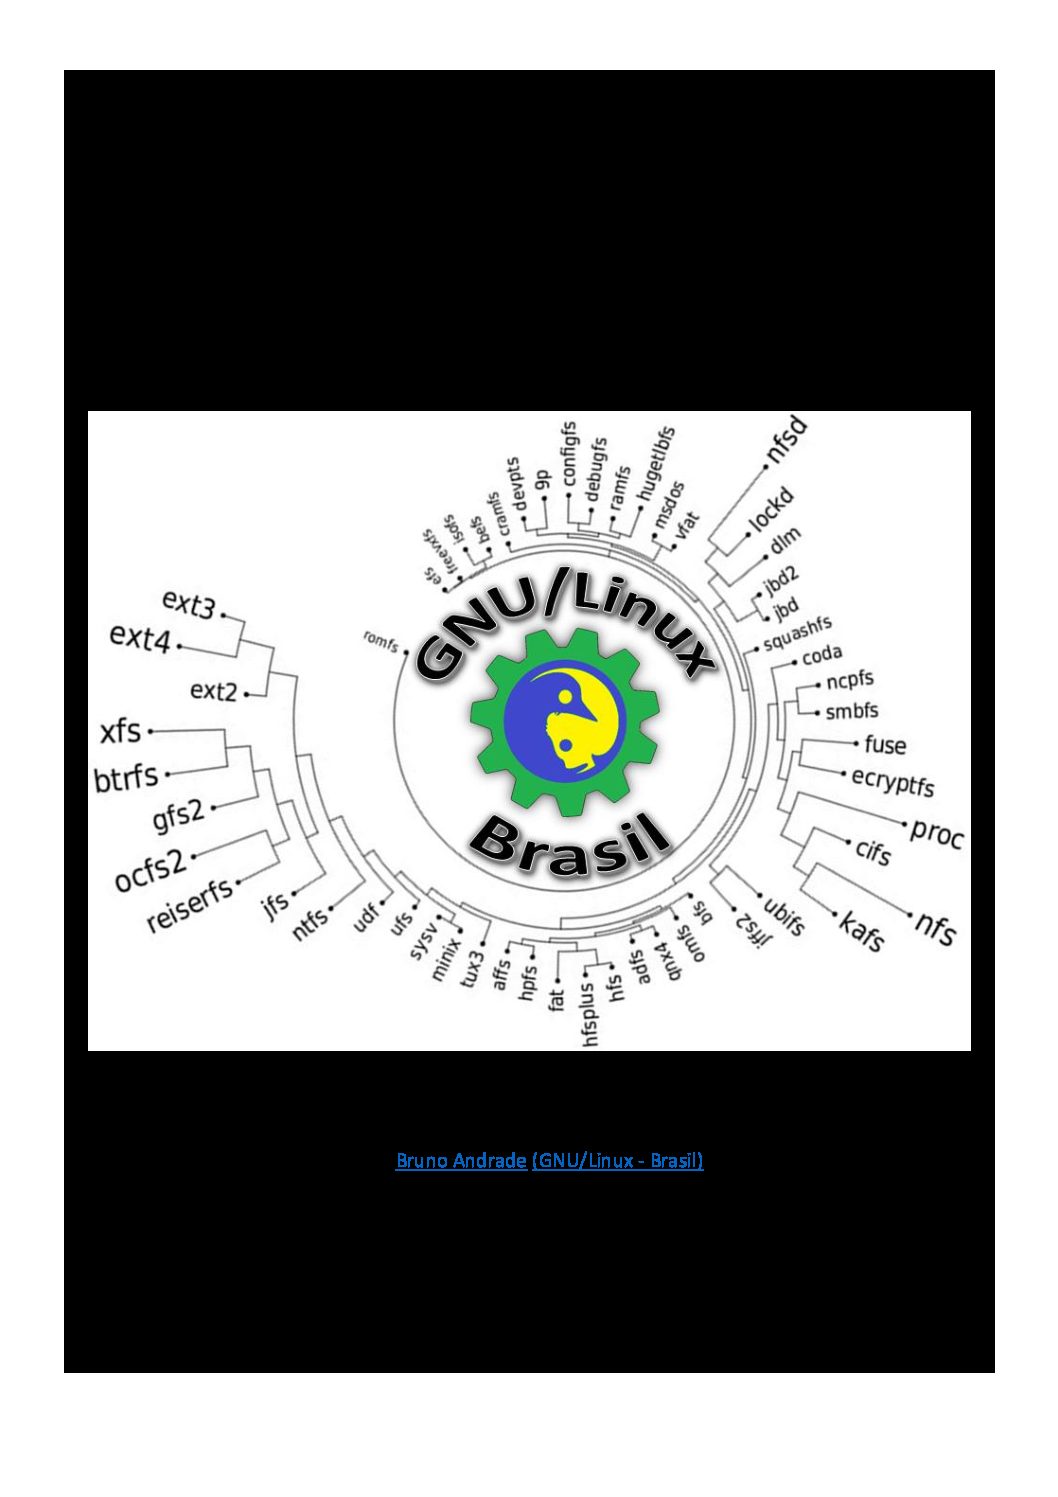 GNU/Linux
Brasil
romfs
efs
freevxfs
isofs
befs
cramfs
devpts
9p
configfs
debugfs
ramfs
hugetlbfs
msdos
vfat
nfsd
lockd
dlm
jbd2
jbd
squashfs
coda
ncpfs
smbfs
fuse
ecryptfs
proc
cifs
nfs
kafs
ubifs
jffs2
bfs
omfs
qnx4
adfs
hfs
hfsplus
fat
hpfs
affs
tux3
minix
sysv
ufs
udf
ntfs
jfs
reiserfs
ocfs2
gfs2
btrfs
xfs
ext2
ext4
ext3
Bruno Andrade (GNU/Linux - Brasil)